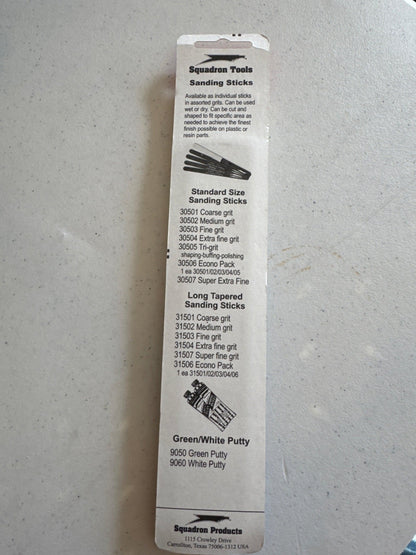 Squadron Tools
Sanding Sticks
Available as individual sticks
in assorted grits. Can be used
wet or dry. Can be cut and
shaped to fit specific area as
needed to achieve the finest
finish possible on plastic or
resin parts.
Standard Size
Sanding Sticks
30501 Coarse grit
30502 Medium grit
30503 Fine grit
30504 Extra fine grit
30505 Tri-grit
shaping-buffing-polishing
30506 Econo Pack
1 ea 30501/02/03/04/05
30507 Super Extra Fine
Long Tapered
Sanding Sticks
31501 Coarse grit
31502 Medium grit
31503 Fine grit
31504 Extra fine grit
31507 Super fine grit
31506 Econo Pack
1 ea 31501/02/03/04/06
Green/White Putty
9050 Green Putty
9060 White Putty
Squadron Products
1115 Crowley Drive
Carrollton, Texas 75006-1312 USA